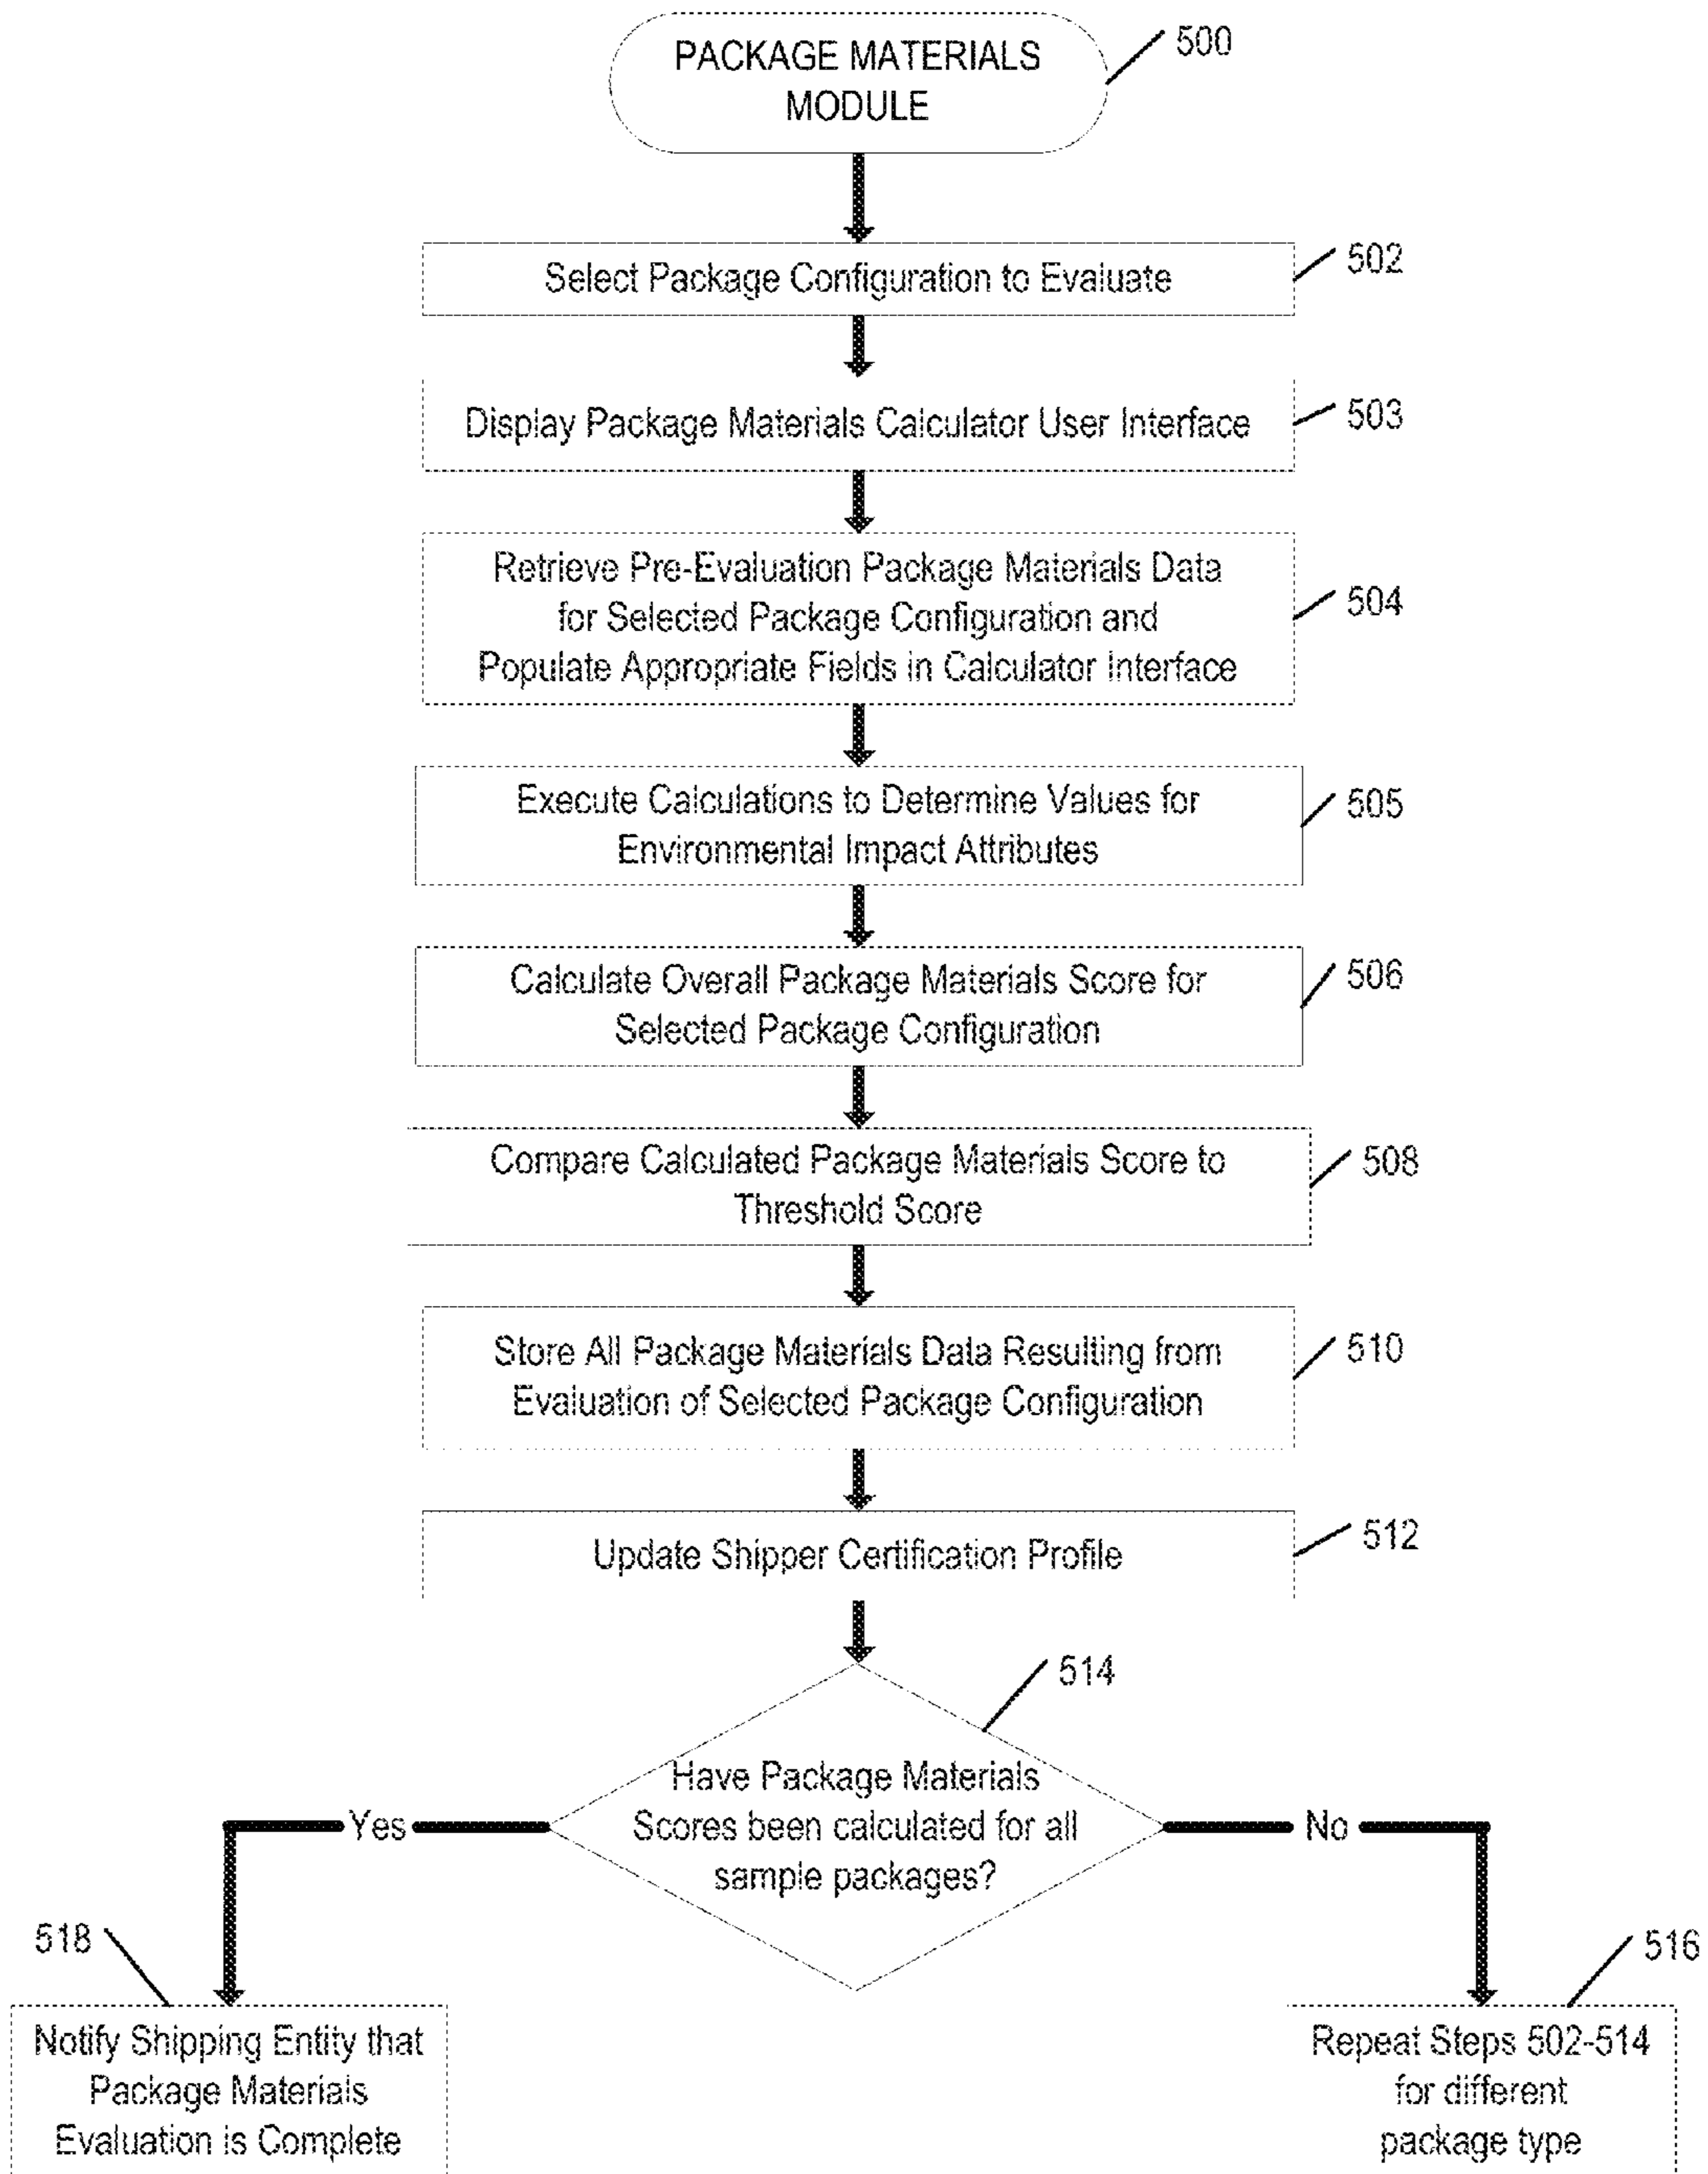 PACKAGE MATERIALS
MODULE
500
Select Package Configuration to Evaluate
502
Display Package Materials Calculator User Interface
503
Retrieve Pre-Evaluation Package Materials Data
for Selected Package Configuration and
Populate Appropriate Fields in Calculator Interface
504
Execute Calculations to Determine Values for
Environmental Impact Attributes
505
Calculate Overall Package Materials Score for
Selected Package Configuration
506
Compare Calculated Package Materials Score to
Threshold Score
508
Store All Package Materials Data Resulting from
Evaluation of Selected Package Configuration
510
Update Shipper Certification Profile
512
514
Have Package Materials
Scores been calculated for all
sample packages?
Yes
No
518
Notify Shipping Entity that
Package Materials
Evaluation is Complete
516
Repeat Steps 502-514
for different
package type